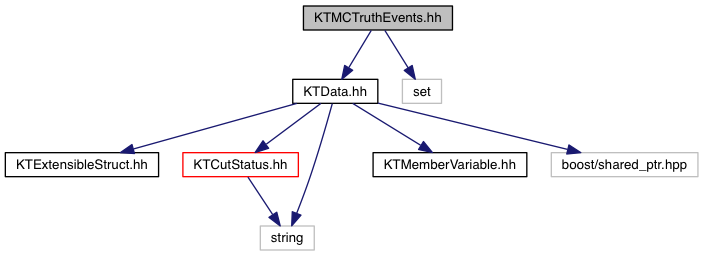 KTMCTruthEvents.hh
KTData.hh
set
KTExtensibleStruct.hh
KTCutStatus.hh
KTMemberVariable.hh
boost/shared_ptr.hpp
string